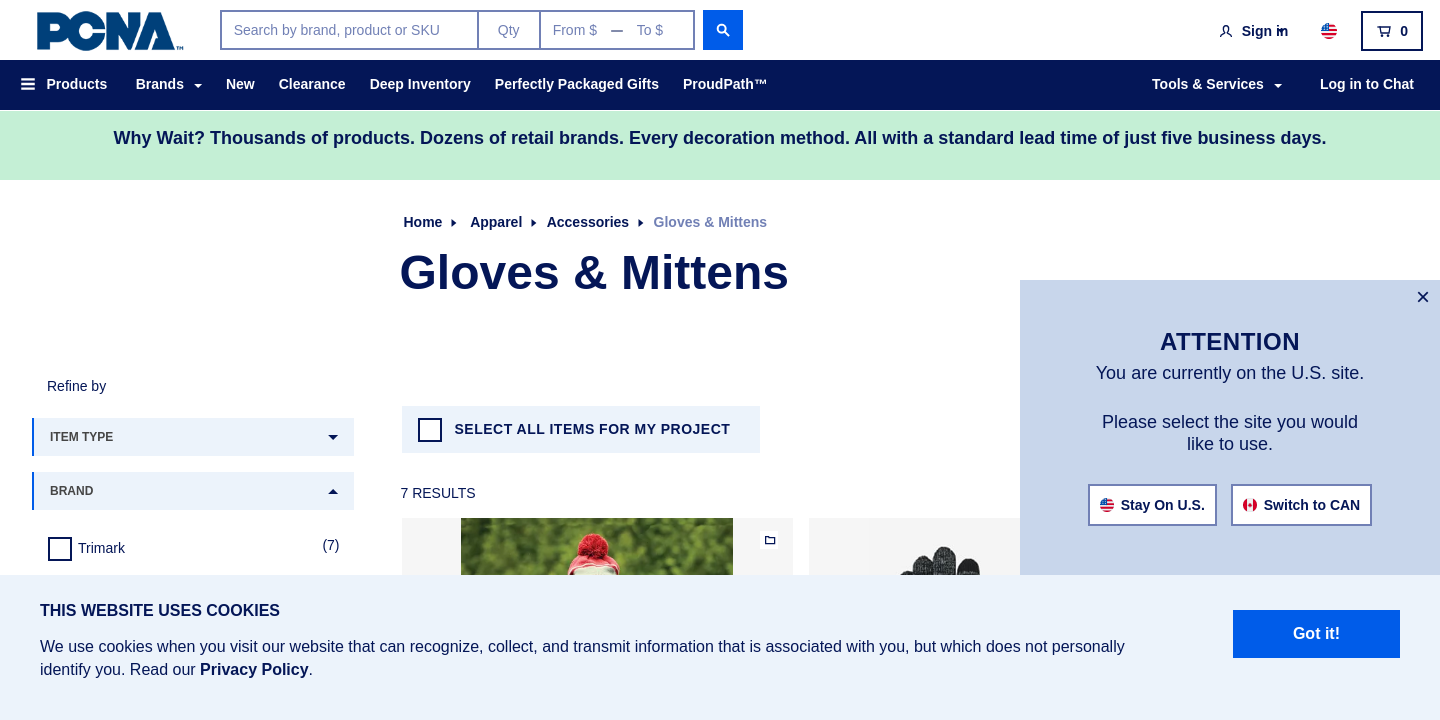 PCNA™
Search by brand, product or SKU
Qty
From $ — To $
Sign in
0
Products
Brands
New
Clearance
Deep Inventory
Perfectly Packaged Gifts
ProudPath™
Tools & Services
Log in to Chat
Why Wait? Thousands of products. Dozens of retail brands. Every decoration method. All with a standard lead time of just five business days.
Home
Apparel
Accessories
Gloves & Mittens
Gloves & Mittens
ATTENTION
You are currently on the U.S. site.
Please select the site you would
like to use.
Stay On U.S.
Switch to CAN
Refine by
ITEM TYPE
BRAND
Trimark
(7)
SELECT ALL ITEMS FOR MY PROJECT
7 RESULTS
THIS WEBSITE USES COOKIES
We use cookies when you visit our website that can recognize, collect, and transmit information that is associated with you, but which does not personally
identify you. Read our Privacy Policy.
Got it!